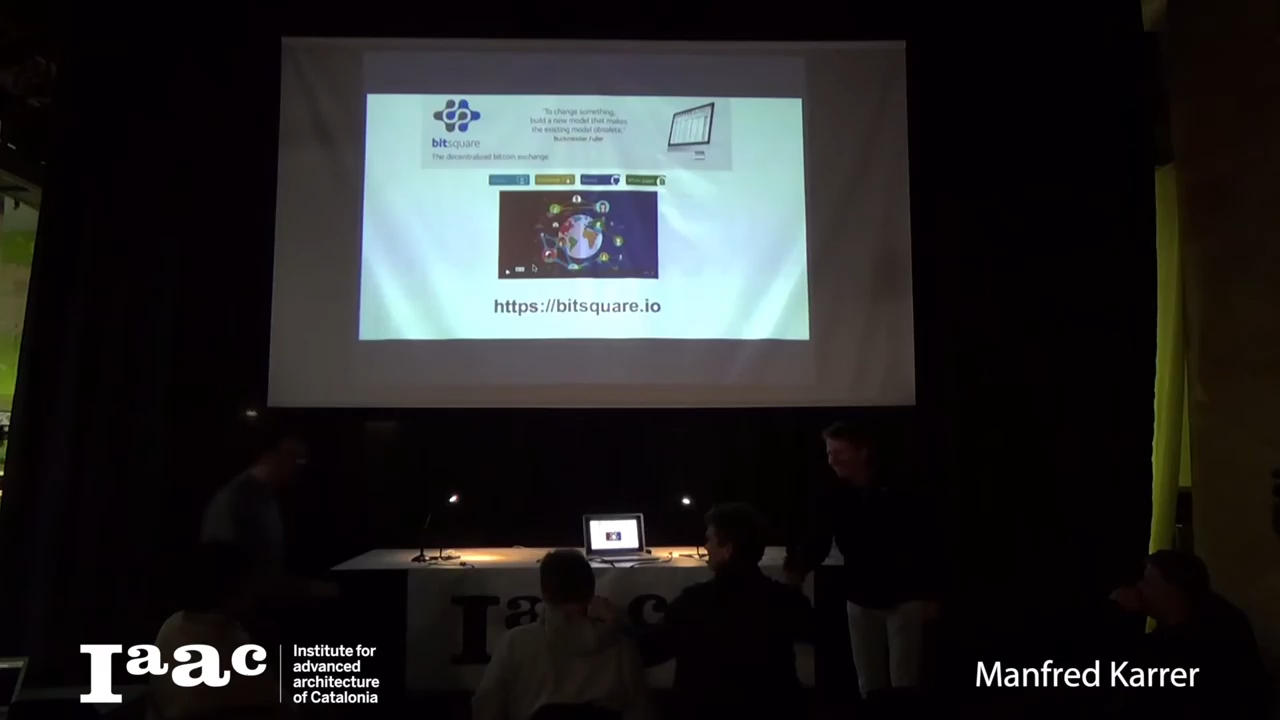 "To change something,
build a new model that makes
the existing model obsolete."
Buckminster Fuller
bitsquare
The decentralized bitcoin exchange
https://bitsquare.io
Iaac
Iaac
Institute for
advanced
architecture
of Catalonia
Manfred Karrer